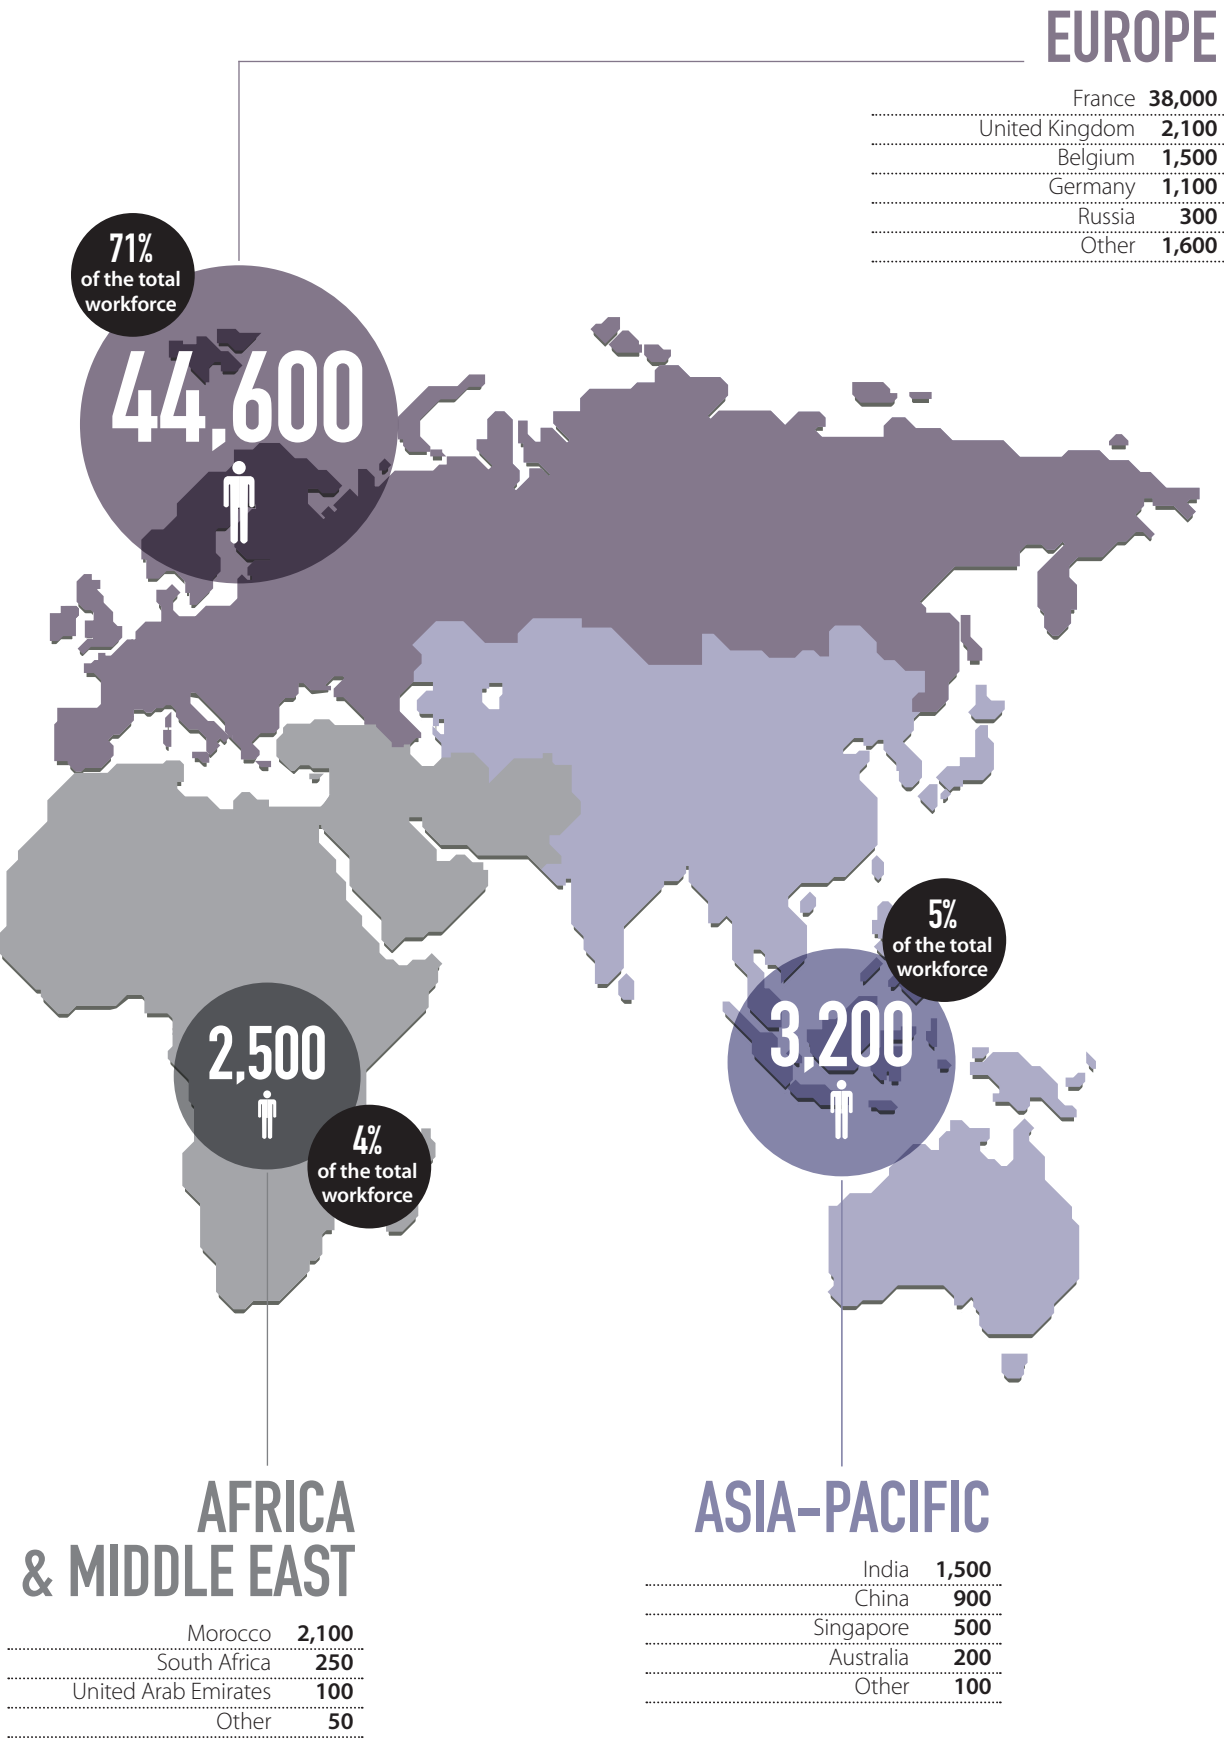 EUROPE
France 38,000
United Kingdom 2,100
Belgium 1,500
Germany 1,100
Russia 300
Other 1,600
71%
of the total
workforce
44,600
5%
of the total
workforce
3,200
2,500
4%
of the total
workforce
AFRICA
& MIDDLE EAST
Morocco 2,100
South Africa 250
United Arab Emirates 100
Other 50
ASIA-PACIFIC
India 1,500
China 900
Singapore 500
Australia 200
Other 100